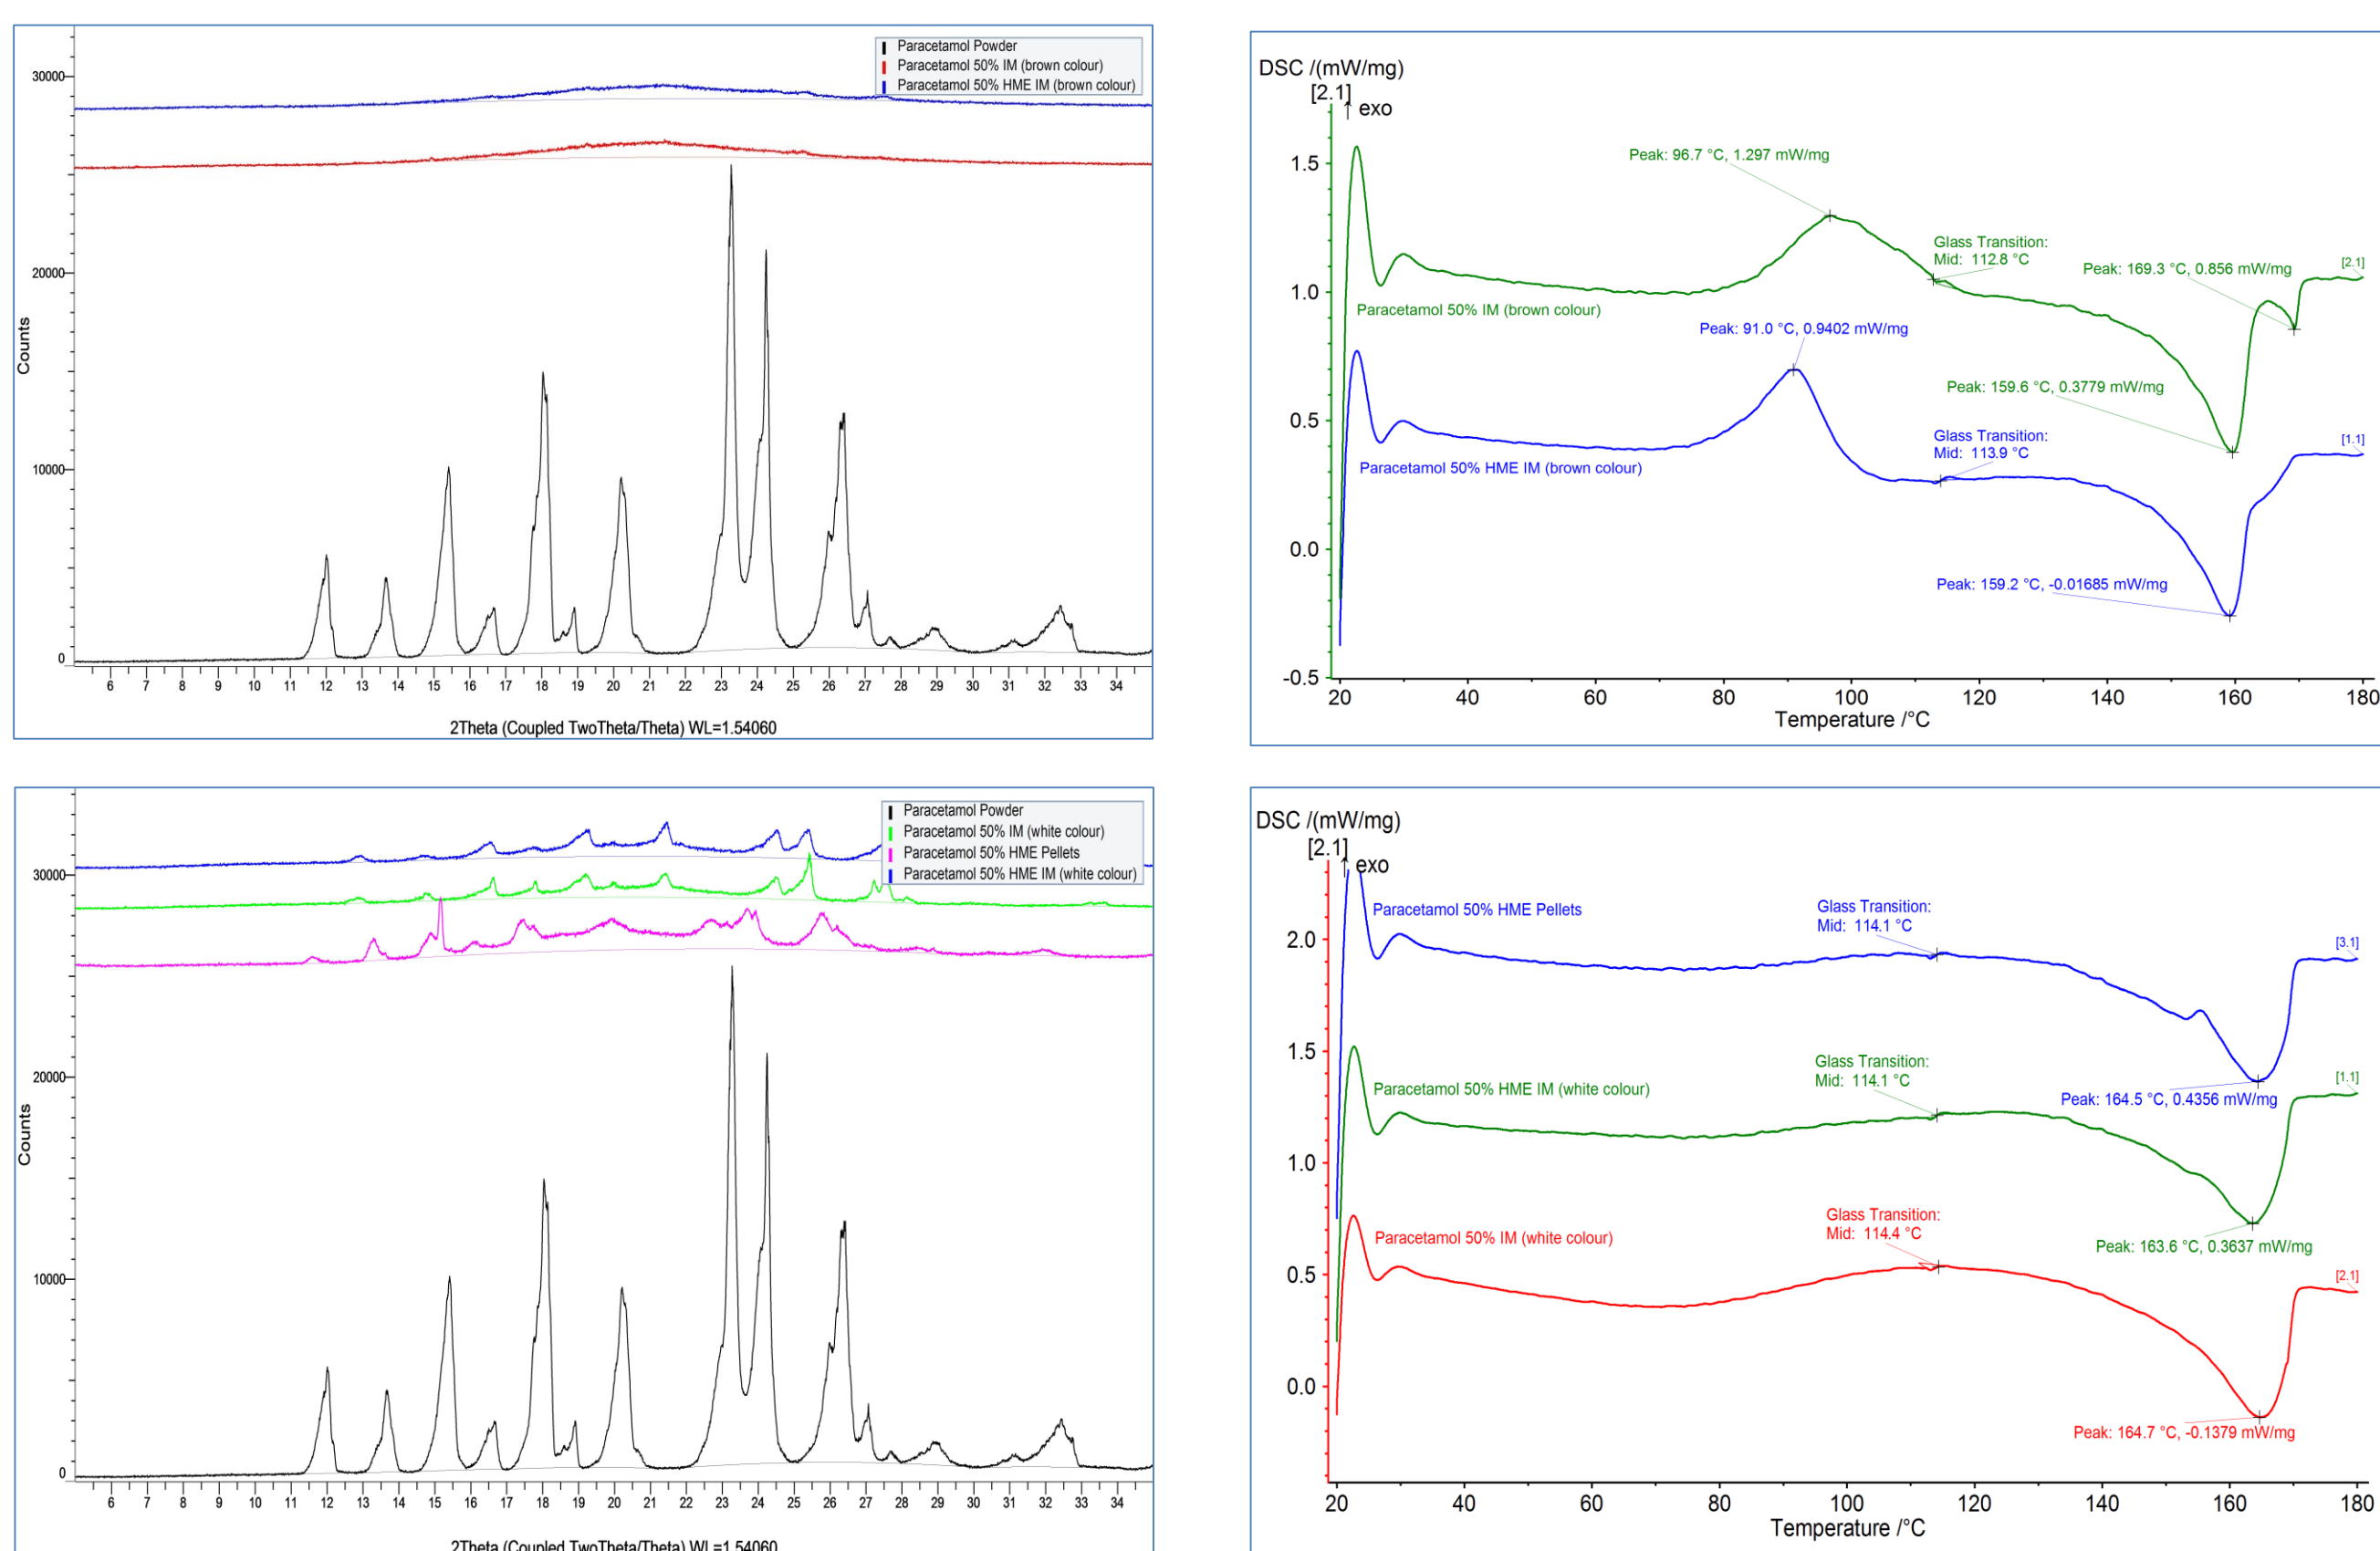 Paracetamol Powder
Paracetamol 50% IM (brown colour)
Paracetamol 50% HME IM (brown colour)
30000
20000
10000
0
Counts
6 7 8 9 10 11 12 13 14 15 16 17 18 19 20 21 22 23 24 25 26 27 28 29 30 31 32 33 34
2Theta (Coupled TwoTheta/Theta) WL=1.54060
DSC /(mW/mg)
[2.1]
↑ exo
Peak: 96.7 °C, 1.297 mW/mg
Glass Transition:
Mid: 112.8 °C
Peak: 169.3 °C, 0.856 mW/mg
[2.1]
Paracetamol 50% IM (brown colour)
Peak: 91.0 °C, 0.9402 mW/mg
Peak: 159.6 °C, 0.3779 mW/mg
Glass Transition:
Mid: 113.9 °C
[1.1]
Paracetamol 50% HME IM (brown colour)
Peak: 159.2 °C, -0.01685 mW/mg
1.5
1.0
0.5
0.0
-0.5
20 40 60 80 100 120 140 160 180
Temperature /°C
Paracetamol Powder
Paracetamol 50% IM (white colour)
Paracetamol 50% HME Pellets
Paracetamol 50% HME IM (white colour)
30000
20000
10000
0
Counts
6 7 8 9 10 11 12 13 14 15 16 17 18 19 20 21 22 23 24 25 26 27 28 29 30 31 32 33 34
2Theta (Coupled TwoTheta/Theta) WL=1.54060
DSC /(mW/mg)
[2.1]
↑ exo
Paracetamol 50% HME Pellets
Glass Transition:
Mid: 114.1 °C
[3.1]
Peak: 164.5 °C, 0.4356 mW/mg
Glass Transition:
Mid: 114.1 °C
[1.1]
Paracetamol 50% HME IM (white colour)
Peak: 163.6 °C, 0.3637 mW/mg
Glass Transition:
Mid: 114.4 °C
Paracetamol 50% IM (white colour)
[2.1]
Peak: 164.7 °C, -0.1379 mW/mg
2.0
1.5
1.0
0.5
0.0
20 40 60 80 100 120 140 160 180
Temperature /°C